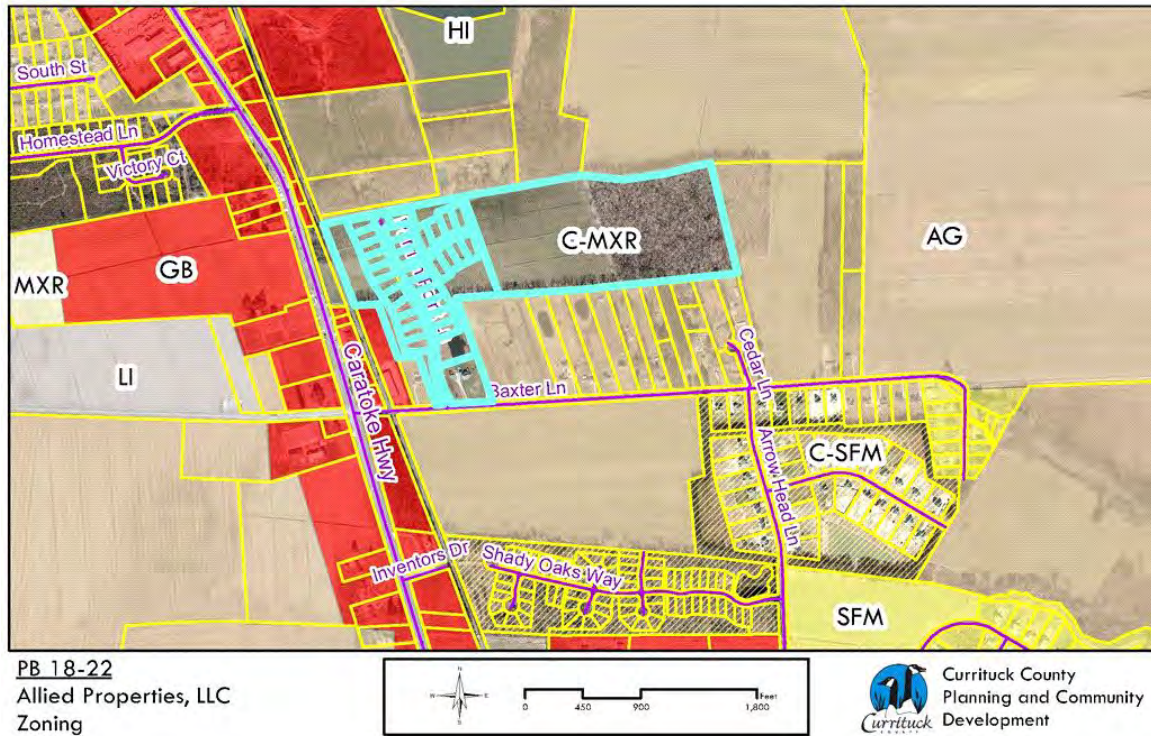 HI
South St
Homestead Ln
Victory Ct
C-MXR
AG
MXR
GB
LI
Caratoke Hwy
Baxter Ln
Cedar Ln
Arrow Head Ln
C-SFM
Inventors Dr
Shady Oaks Way
SFM
PB 18-22
Allied Properties, LLC
Zoning
N
W
E
S
0 450 900 1,800
Feet
Currituck
COUNTY
Currituck County
Planning and Community
Development